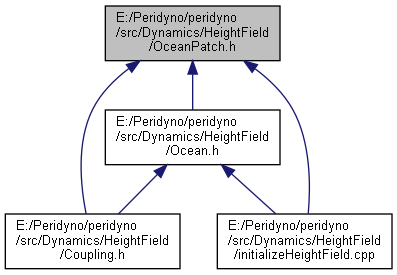 E:/Peridyno/peridyno
/src/Dynamics/HeightField
/OceanPatch.h
E:/Peridyno/peridyno
/src/Dynamics/HeightField
/Ocean.h
E:/Peridyno/peridyno
/src/Dynamics/HeightField
/Coupling.h
E:/Peridyno/peridyno
/src/Dynamics/HeightField
/initializeHeightField.cpp